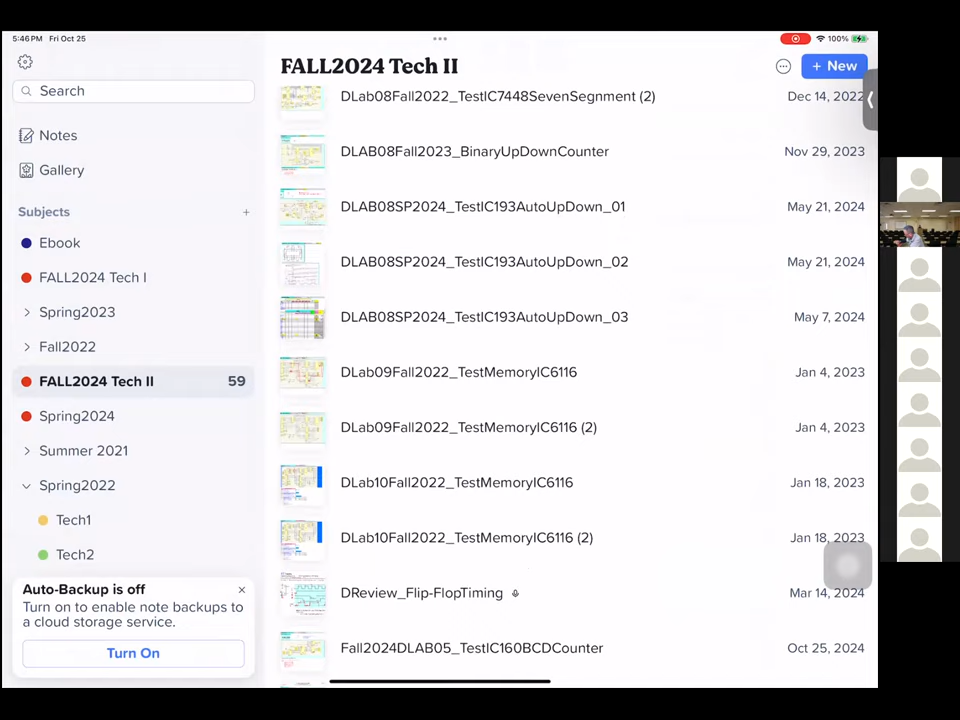 5:46 PM Fri Oct 25
100%
Search
Notes
Gallery
Subjects +
Ebook
FALL2024 Tech I
Spring2023
Fall2022
FALL2024 Tech II 59
Spring2024
Summer 2021
Spring2022
Tech1
Tech2
Auto-Backup is off
Turn on to enable note backups to
a cloud storage service.
Turn On
FALL2024 Tech II
+ New
DLab08Fall2022_TestIC7448SevenSegnment (2) Dec 14, 2022
DLAB08Fall2023_BinaryUpDownCounter Nov 29, 2023
DLAB08SP2024_TestIC193AutoUpDown_01 May 21, 2024
DLAB08SP2024_TestIC193AutoUpDown_02 May 21, 2024
DLAB08SP2024_TestIC193AutoUpDown_03 May 7, 2024
DLab09Fall2022_TestMemoryIC6116 Jan 4, 2023
DLab09Fall2022_TestMemoryIC6116 (2) Jan 4, 2023
DLab10Fall2022_TestMemoryIC6116 Jan 18, 2023
DLab10Fall2022_TestMemoryIC6116 (2) Jan 18, 2023
DReview_Flip-FlopTiming Mar 14, 2024
Fall2024DLAB05_TestIC160BCDCounter Oct 25, 2024